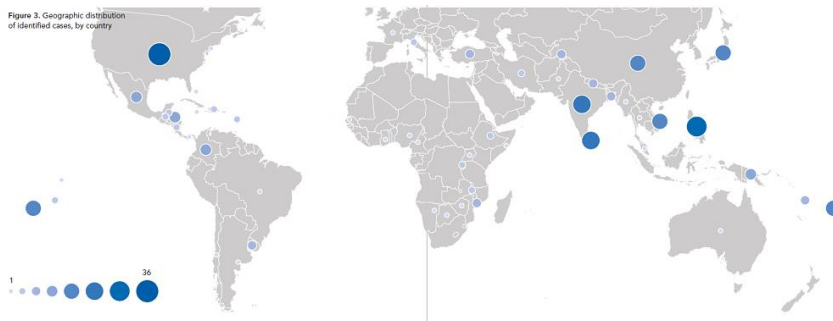 Figure 3. Geographic distribution
of identified cases, by country
1
36